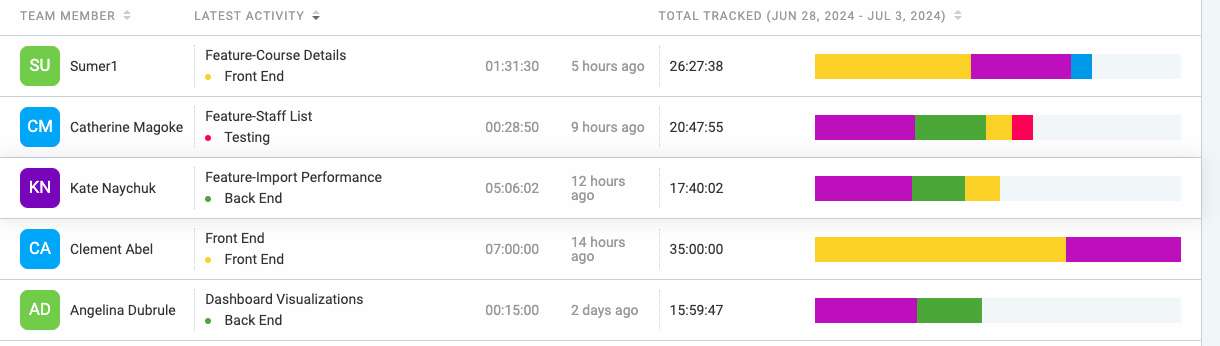 TEAM MEMBER LATEST ACTIVITY TOTAL TRACKED (JUN 28, 2024 - JUL 3, 2024)
SU Sumer1 Feature-Course Details 01:31:30 5 hours ago 26:27:38
Front End
CM Catherine Magoke Feature-Staff List 00:28:50 9 hours ago 20:47:55
Testing
KN Kate Naychuk Feature-Import Performance 05:06:02 12 hours ago 17:40:02
Back End
CA Clement Abel Front End 07:00:00 14 hours ago 35:00:00
Front End
AD Angelina Dubrule Dashboard Visualizations 00:15:00 2 days ago 15:59:47
Back End